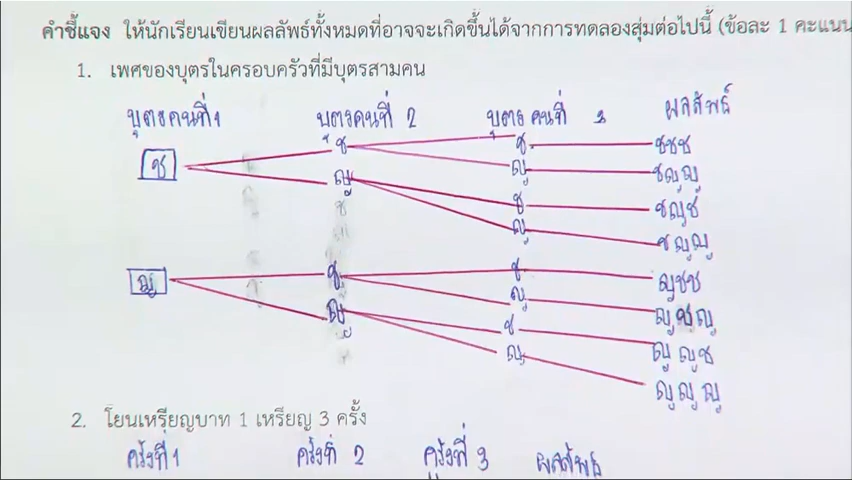 คำชี้แจง ให้นักเรียนเขียนผลลัพธ์ทั้งหมดที่อาจจะเกิดขึ้นได้จากการทดลองสุ่มต่อไปนี้ (ข้อละ 1 คะแนน
1. เพศของบุตรในครอบครัวที่มีบุตรสามคน
บุตรคนที่1 บุตรคนที่ 2 บุตรคนที่ 3 ผลลัพธ์
ช ช ช ชชช
ญ ชญญ
ญ ช ชญช
ญ ชญญ
ญ ช ช ญชช
ญ ญชญ
ญ ช ญญช
ญ ญญญ
2. โยนเหรียญบาท 1 เหรียญ 3 ครั้ง
ครั้งที่1 ครั้งที่ 2 ครั้งที่ 3 ผลลัพธ์